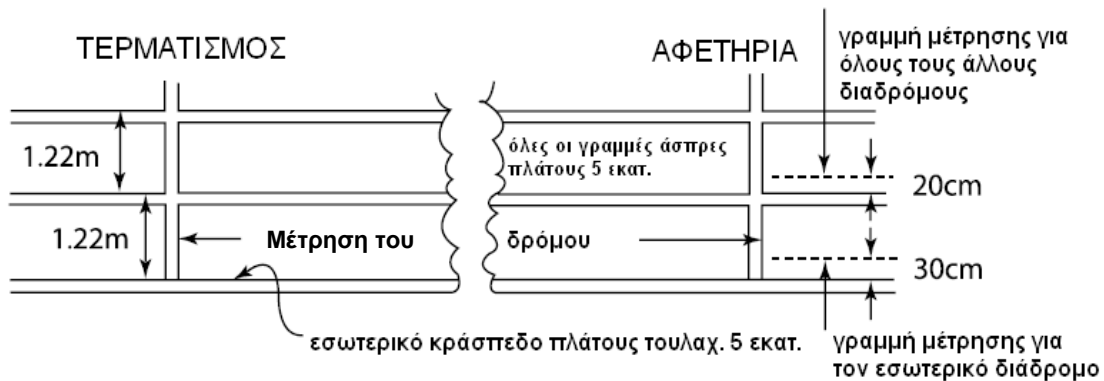 ΤΕΡΜΑΤΙΣΜΟΣ
ΑΦΕΤΗΡΙΑ
γραμμή μέτρησης για
όλους τους άλλους
διαδρόμους
1.22m
όλες οι γραμμές άσπρες
πλάτους 5 εκατ.
20cm
1.22m
Μέτρηση του δρόμου
30cm
εσωτερικό κράσπεδο πλάτους τουλαχ. 5 εκατ.
γραμμή μέτρησης για
τον εσωτερικό διάδρομο